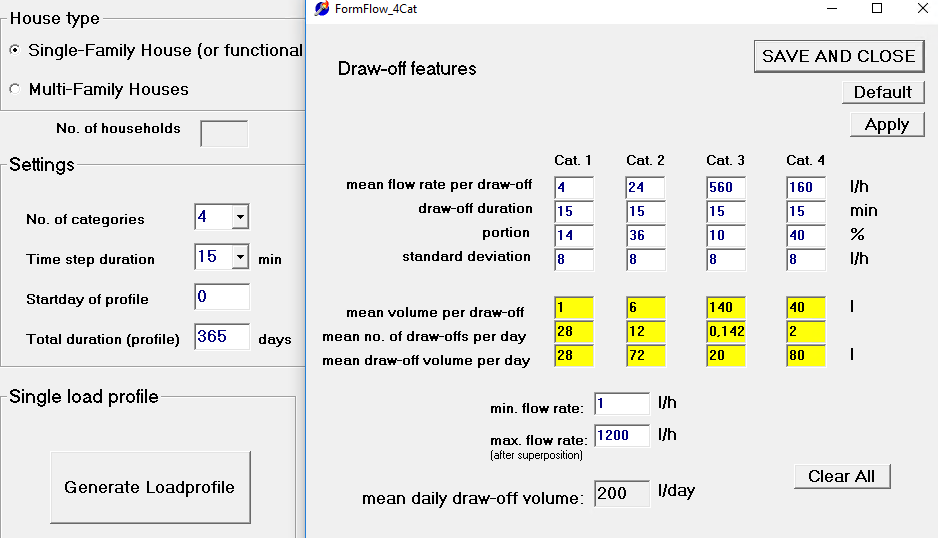 House type
Single-Family House (or functional
Multi-Family Houses
No. of households
Settings
No. of categories 4
Time step duration 15 min
Startday of profile 0
Total duration (profile) 365 days
Single load profile
Generate Loadprofile
FormFlow_4Cat
Draw-off features
SAVE AND CLOSE
Default
Apply
Cat. 1 Cat. 2 Cat. 3 Cat. 4
mean flow rate per draw-off 4 24 560 160 l/h
draw-off duration 15 15 15 15 min
portion 14 36 10 40 %
standard deviation 8 8 8 8 l/h
mean volume per draw-off 1 6 140 40 l
mean no. of draw-offs per day 28 12 0,142 2
mean draw-off volume per day 28 72 20 80 l
min. flow rate: 1 l/h
max. flow rate: 1200 l/h
(after superposition)
Clear All
mean daily draw-off volume: 200 l/day